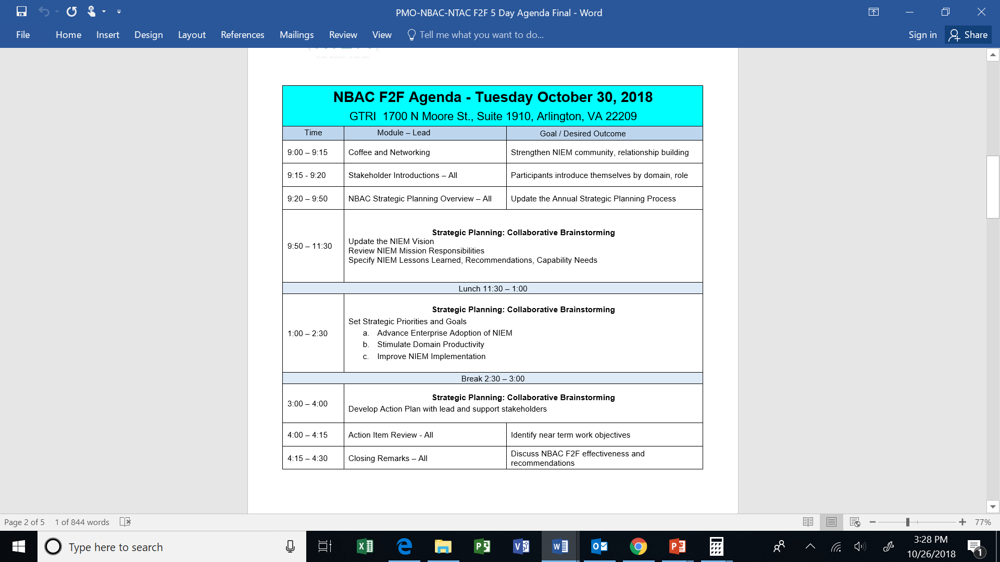 PMO-NBAC-NTAC F2F 5 Day Agenda Final - Word
File Home Insert Design Layout References Mailings Review View Tell me what you want to do... Sign in Share
NBAC F2F Agenda - Tuesday October 30, 2018
GTRI 1700 N Moore St., Suite 1910, Arlington, VA 22209
Time Module – Lead Goal / Desired Outcome
9:00 – 9:15 Coffee and Networking Strengthen NIEM community, relationship building
9:15 - 9:20 Stakeholder Introductions – All Participants introduce themselves by domain, role
9:20 – 9:50 NBAC Strategic Planning Overview – All Update the Annual Strategic Planning Process
9:50 – 11:30
Strategic Planning: Collaborative Brainstorming
Update the NIEM Vision
Review NIEM Mission Responsibilities
Specify NIEM Lessons Learned, Recommendations, Capability Needs
Lunch 11:30 – 1:00
1:00 – 2:30
Strategic Planning: Collaborative Brainstorming
Set Strategic Priorities and Goals
a. Advance Enterprise Adoption of NIEM
b. Stimulate Domain Productivity
c. Improve NIEM Implementation
Break 2:30 – 3:00
3:00 – 4:00
Strategic Planning: Collaborative Brainstorming
Develop Action Plan with lead and support stakeholders
4:00 – 4:15 Action Item Review - All Identify near term work objectives
4:15 – 4:30 Closing Remarks – All Discuss NBAC F2F effectiveness and
recommendations
Page 2 of 5 1 of 844 words 77%
Type here to search
3:28 PM
10/26/2018
1